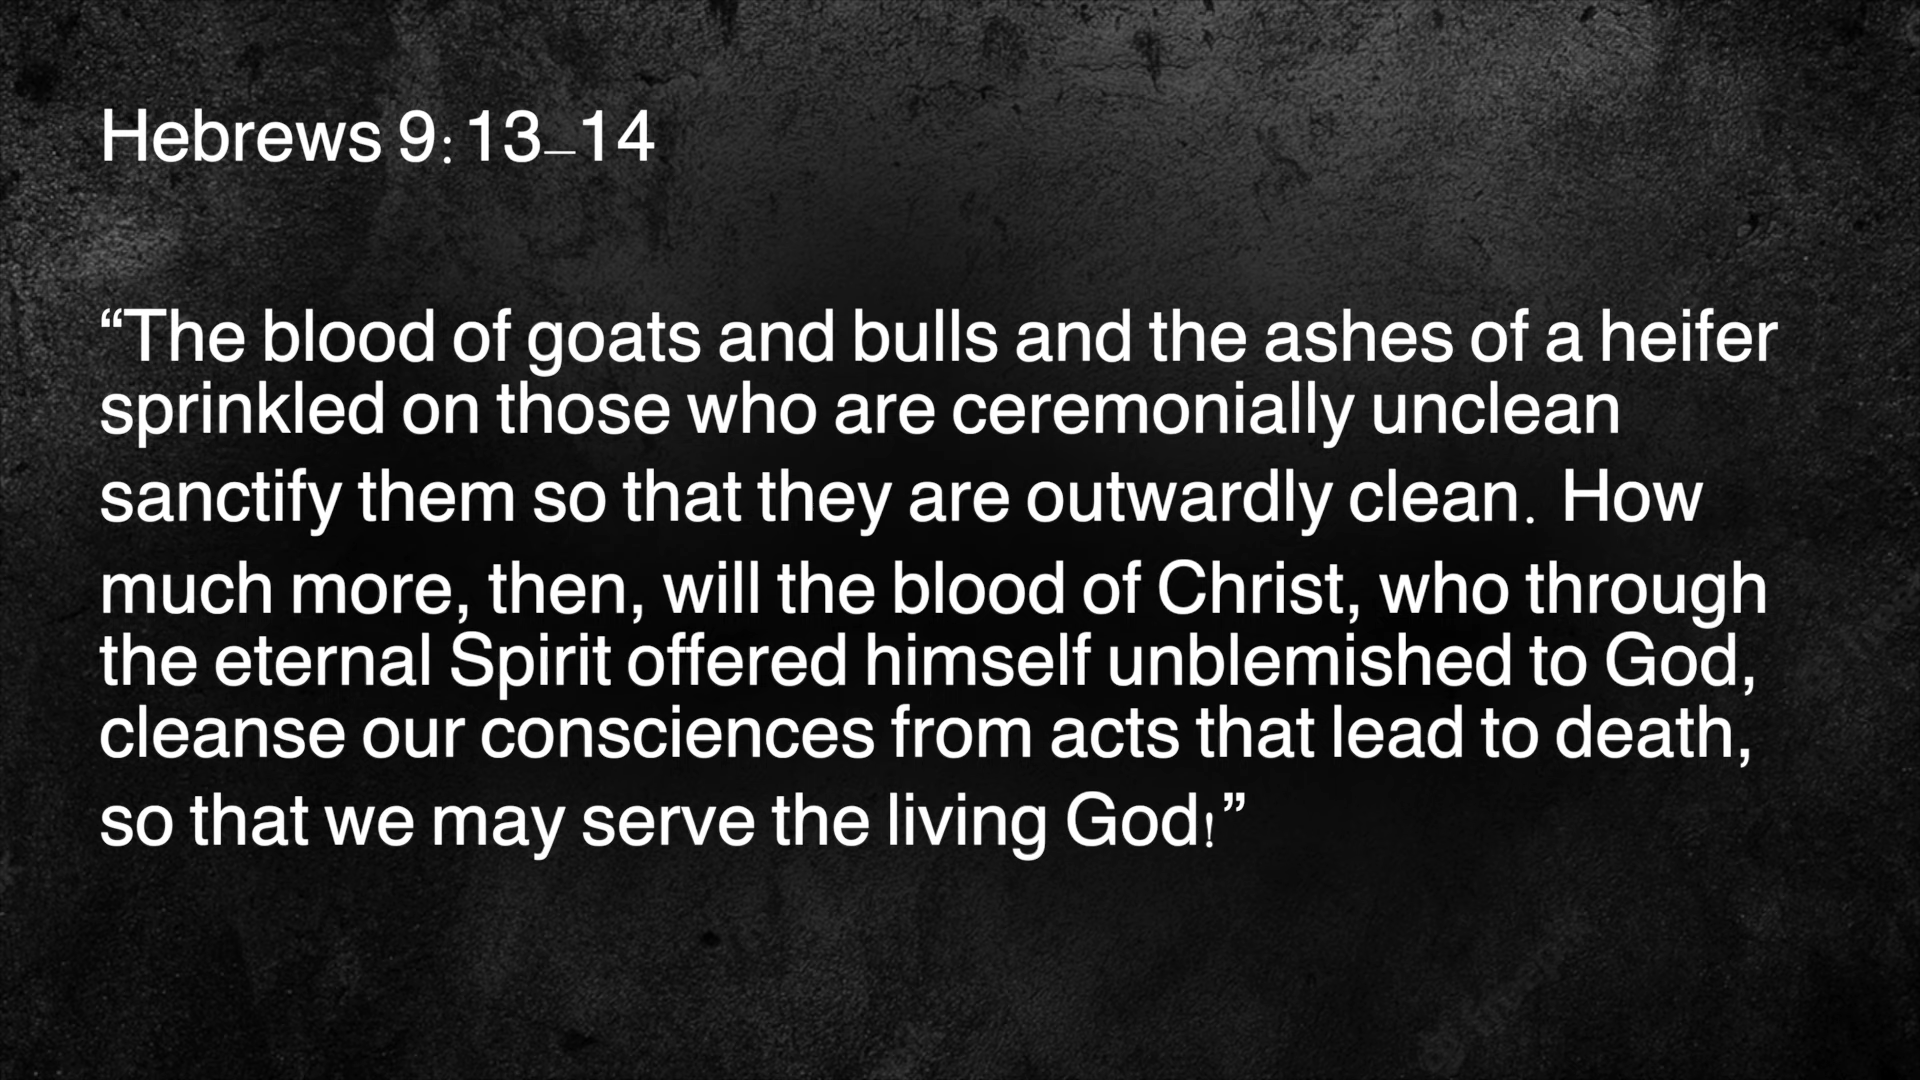 Hebrews 9:13–14
“The blood of goats and bulls and the ashes of a heifer
sprinkled on those who are ceremonially unclean
sanctify them so that they are outwardly clean. How
much more, then, will the blood of Christ, who through
the eternal Spirit offered himself unblemished to God,
cleanse our consciences from acts that lead to death,
so that we may serve the living God!”